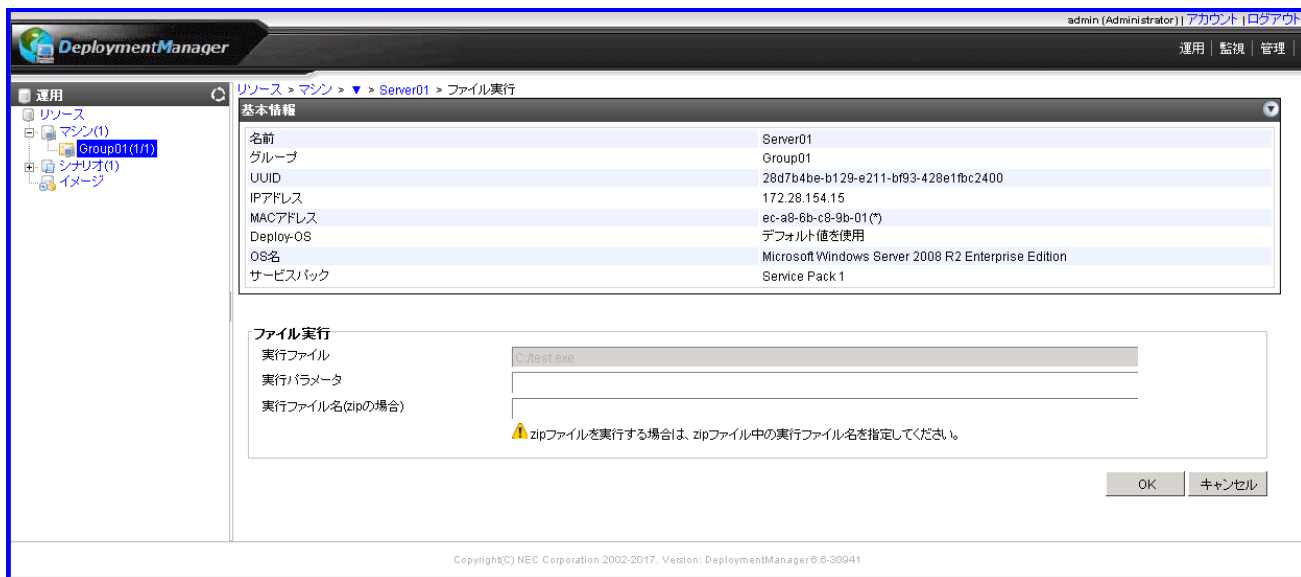 admin (Administrator) | アカウント | ログアウト
DeploymentManager
運用 | 監視 | 管理 |
運用
リソース
マシン(1)
Group01(1/1)
シナリオ(1)
イメージ
リソース > マシン > ▼ > Server01 > ファイル実行
基本情報
名前 Server01
グループ Group01
UUID 28d7b4be-b129-e211-bf93-428e1fbc2400
IPアドレス 172.28.154.15
MACアドレス ec-a8-6b-c8-9b-01(*)
Deploy-OS デフォルト値を使用
OS名 Microsoft Windows Server 2008 R2 Enterprise Edition
サービスパック Service Pack 1
ファイル実行
実行ファイル C:/test.exe
実行パラメータ
実行ファイル名(zipの場合)
zipファイルを実行する場合は、zipファイル中の実行ファイル名を指定してください。
OK キャンセル
Copyright(C) NEC Corporation 2002-2017. Version: DeploymentManager 6.6-30941